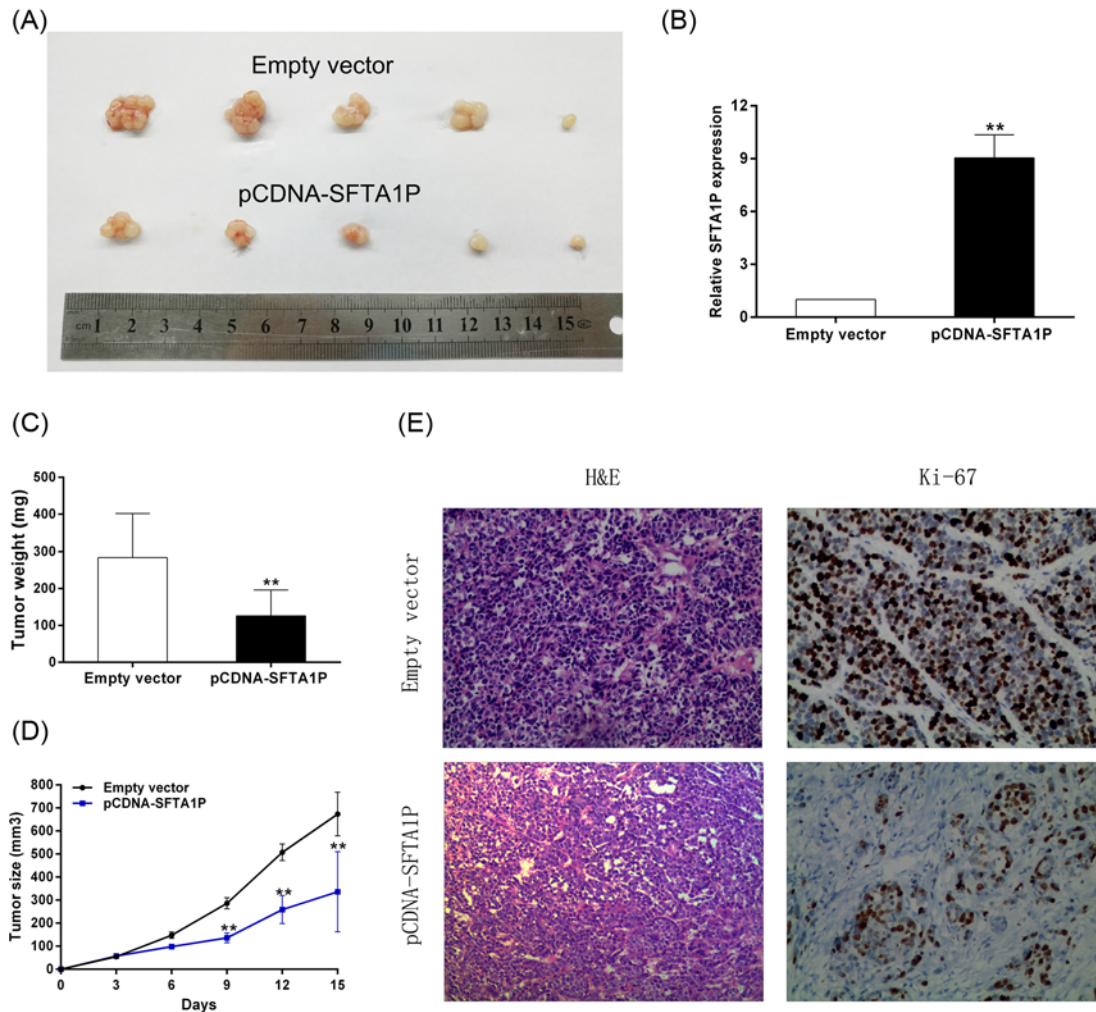 (A)
Empty vector
pCDNA-SFTA1P
cm 1 2 3 4 5 6 7 8 9 10 11 12 13 14 15
(B)
Relative SFTA1P expression
12
9
6
3
0
**
Empty vector pCDNA-SFTA1P
(C)
Tumor weight (mg)
500
400
300
200
100
0
**
Empty vector pCDNA-SFTA1P
(D)
Tumor size (mm3)
800
700
600
500
400
300
200
100
0
Empty vector
pCDNA-SFTA1P
**
**
**
0 3 6 9 12 15
Days
(E)
H&E Ki-67
Empty vector
pCDNA-SFTA1P